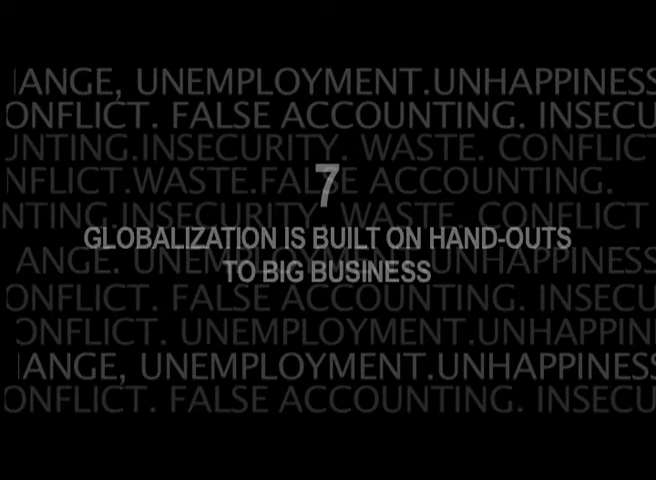 ANGE, UNEMPLOYMENT.UNHAPPINESS
ONFLICT. FALSE ACCOUNTING. INSECU
UNTING.INSECURITY WASTE. CONFLICT
NFLICT.WASTE.FALSE ACCOUNTING.
7
NTING.INSECURITY WASTE. CONFLICT
GLOBALIZATION IS BUILT ON HAND-OUTS
ANGE. UNEMPLOYMENT.UNHAPPINESS
TO BIG BUSINESS
ONFLICT. FALSE ACCOUNTING. INSECU
ONFLICT. UNEMPLOYMENT.UNHAPPIN
ANGE, UNEMPLOYMENT.UNHAPPINESS
ONFLICT. FALSE ACCOUNTING. INSECU